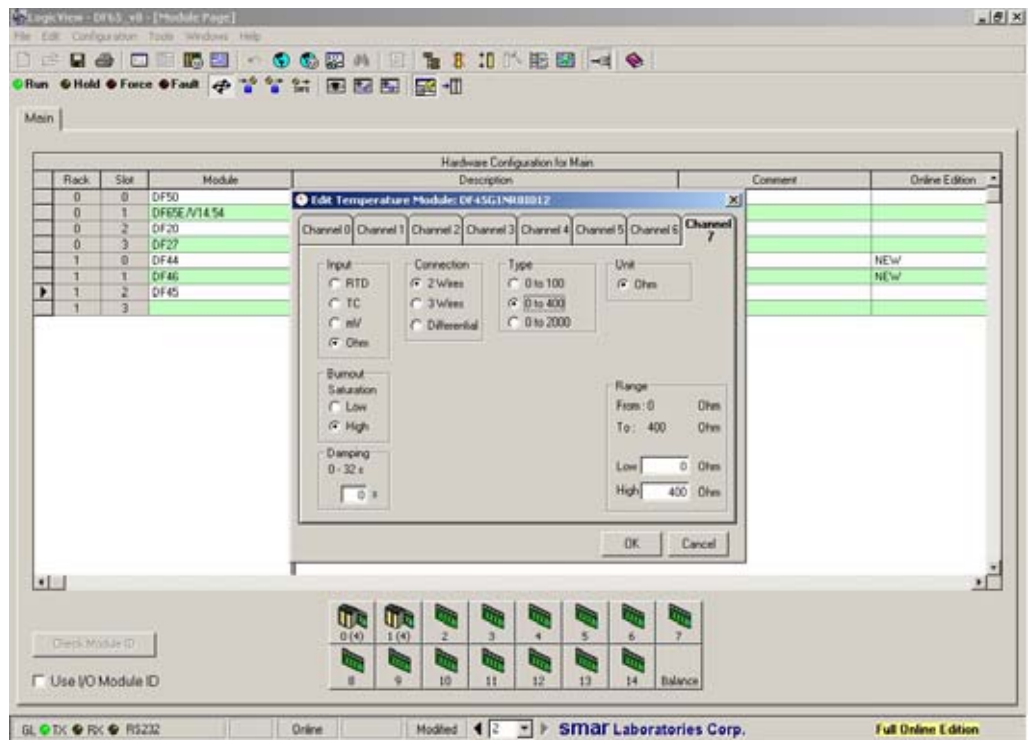 LogicView - DF65_v8 - [Module Page]
File Edit Configuration Tools Windows Help
Run Hold Force Fault
Main
Hardware Configuration for Main
Rack Slot Module Description Comment Online Edition
0 0 DF50
0 1 DF65E/V14.54
0 2 DF20
0 3 DF27
1 0 DF44 NEW
1 1 DF46 NEW
1 2 DF45
1 3
Edit Temperature Module:
Channel 0 Channel 1 Channel 2 Channel 3 Channel 4 Channel 5 Channel 6 Channel 7
Input Connection Type Unit
RTD 2 Wires 0 to 100 Ohm
TC 3 Wires 0 to 400
mV Differential 0 to 2000
Ohm
Burnout
Saturation
Low
High
Range
From : 0 Ohm
To : 400 Ohm
Damping
0 - 32 s
0 s
Low 0 Ohm
High 400 Ohm
OK Cancel
0 (4) 1 (4) 2 3 4 5 6 7
8 9 10 11 12 13 14 Balance
Check Module ID
Use I/O Module ID
GL TX RX RS232 Online Modified 2 smar Laboratories Corp. Full Online Edition